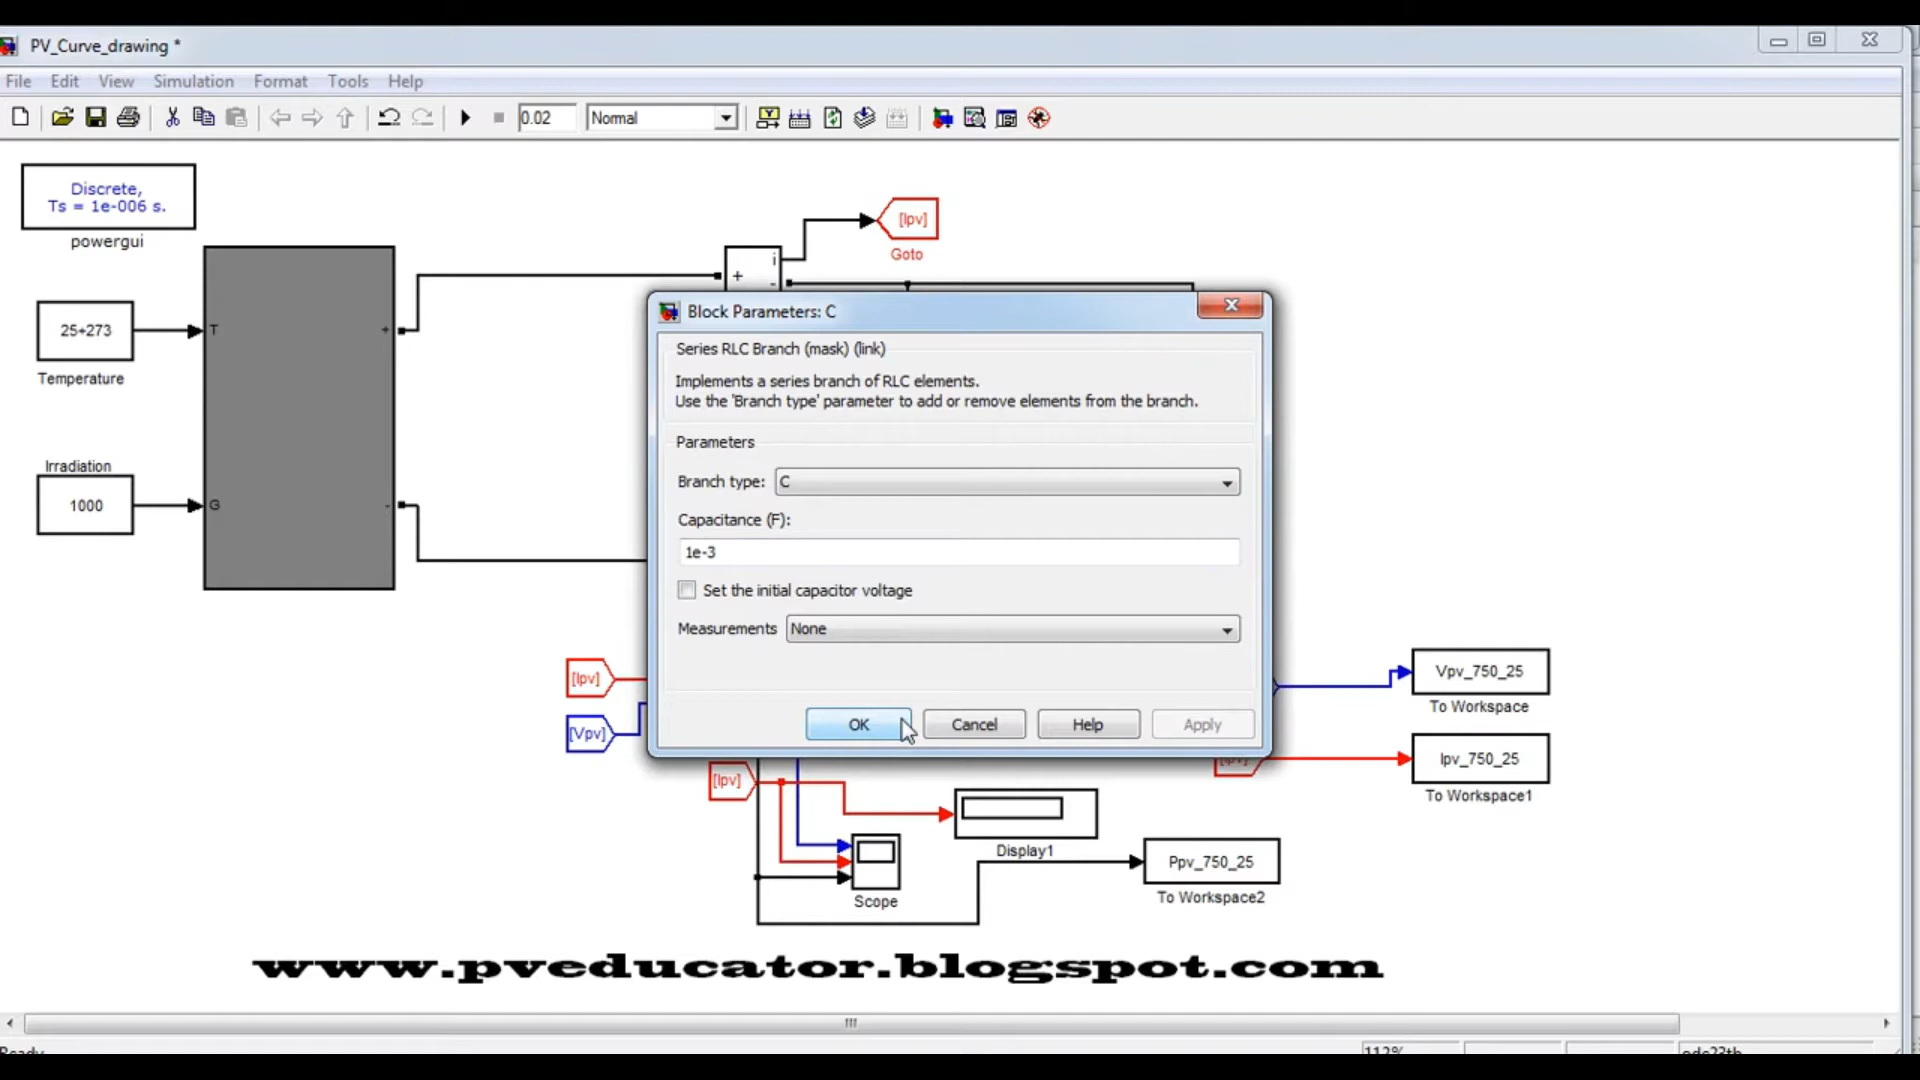 PV_Curve_drawing *
File Edit View Simulation Format Tools Help
0.02 Normal
Discrete,
Ts = 1e-006 s.
powergui
[Ipv]
Goto
i
+
-
25+273
Temperature
T
+
Irradiation
1000
G
-
Block Parameters: C
Series RLC Branch (mask) (link)
Implements a series branch of RLC elements.
Use the 'Branch type' parameter to add or remove elements from the branch.
Parameters
Branch type: C
Capacitance (F):
1e-3
Set the initial capacitor voltage
Measurements None
OK Cancel Help Apply
[Ipv]
[Vpv]
Vpv_750_25
To Workspace
[Ipv]
Ipv_750_25
To Workspace1
[Ipv]
Display1
Scope
Ppv_750_25
To Workspace2
www.pveducator.blogspot.com
Ready 112%